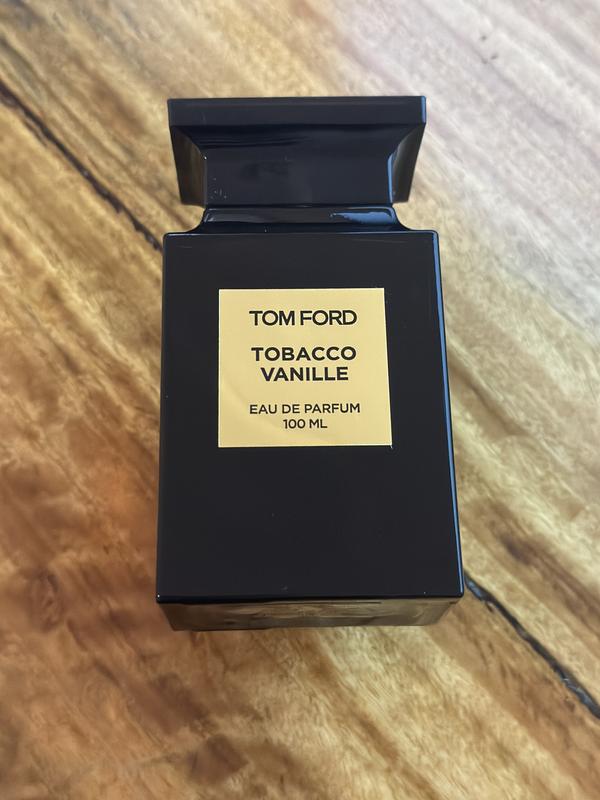 TOM FORD
TOBACCO
VANILLE
EAU DE PARFUM
100 ML